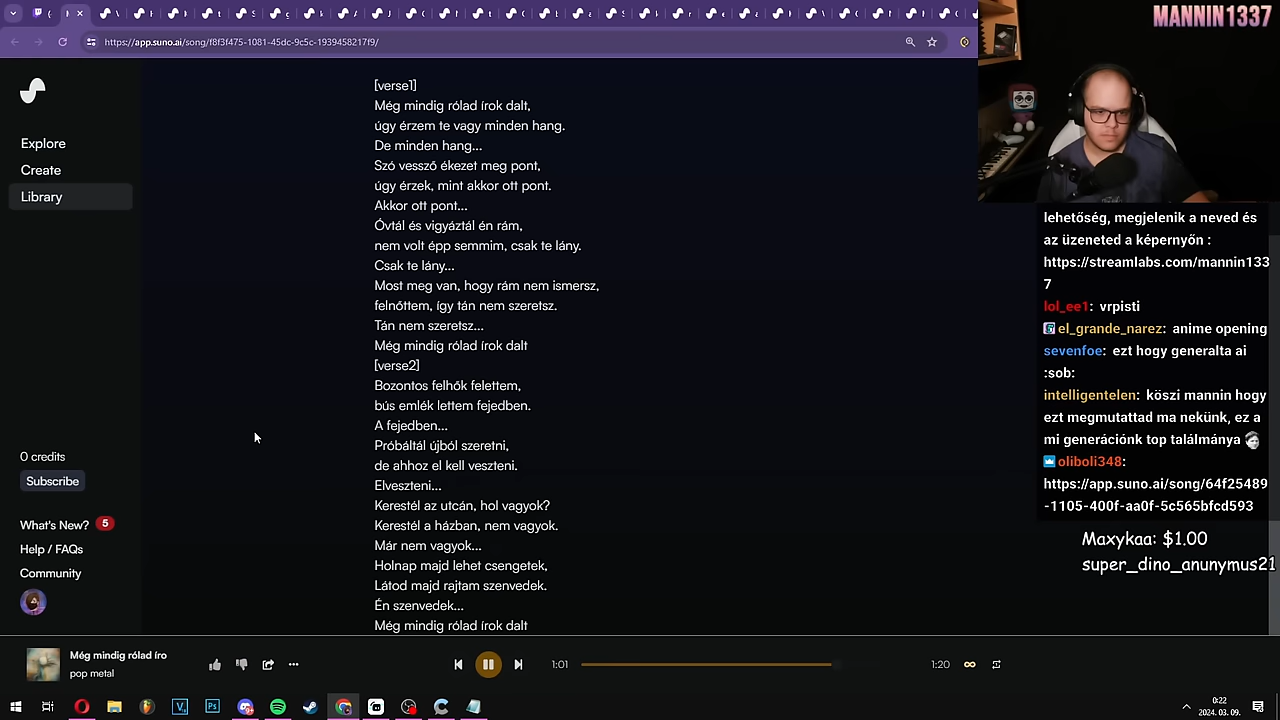 MANNIN1337
https://app.suno.ai/song/f8f3f475-1081-45dc-9c5c-1939458217f9/
Explore
Create
Library
0 credits
Subscribe
What's New? 5
Help / FAQs
Community
[verse1]
Még mindig rólad írok dalt,
úgy érzem te vagy minden hang.
De minden hang...
Szó vessző ékezet meg pont,
úgy érzek, mint akkor ott pont.
Akkor ott pont...
Óvtál és vigyáztál én rám,
nem volt épp semmim, csak te lány.
Csak te lány...
Most meg van, hogy rám nem ismersz,
felnőttem, így tán nem szeretsz.
Tán nem szeretsz...
Még mindig rólad írok dalt
[verse2]
Bozontos felhők felettem,
bús emlék lettem fejedben.
A fejedben...
Próbáltál újból szeretni,
de ahhoz el kell veszteni.
Elveszteni...
Kerestél az utcán, hol vagyok?
Kerestél a házban, nem vagyok.
Már nem vagyok...
Holnap majd lehet csengetek,
Látod majd rajtam szenvedek.
Én szenvedek...
Még mindig rólad írok dalt
lehetőség, megjelenik a neved és
az üzeneted a képernyőn :
https://streamlabs.com/mannin133
7
lol_ee1: vrpisti
el_grande_narez: anime opening
sevenfoe: ezt hogy generalta ai
:sob:
intelligentelen: köszi mannin hogy
ezt megmutattad ma nekünk, ez a
mi generációnk top találmánya
oliboli348:
https://app.suno.ai/song/64f25489
-1105-400f-aa0f-5c565bfcd593
Maxykaa: $1.00
super_dino_anunymus21
Még mindig rólad íro
pop metal
1:01
1:20
0:22
2024. 03. 09.